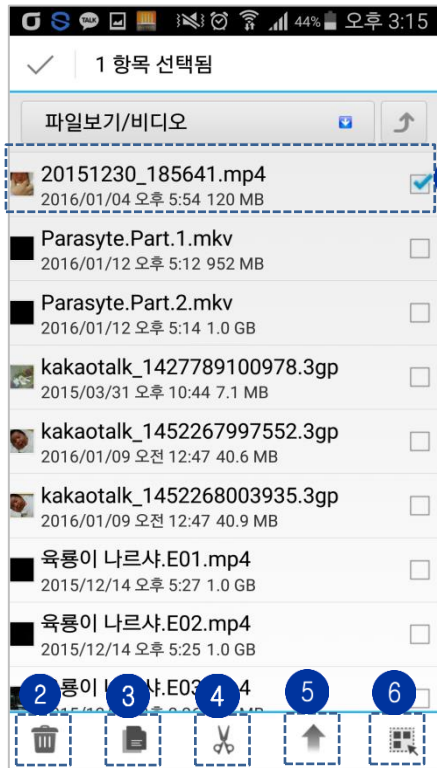 TALK 44% 오후 3:15
1 항목 선택됨
파일보기/비디오
20151230_185641.mp4
2016/01/04 오후 5:54 120 MB
Parasyte.Part.1.mkv
2016/01/12 오후 5:12 952 MB
Parasyte.Part.2.mkv
2016/01/12 오후 5:14 1.0 GB
kakaotalk_1427789100978.3gp
2015/03/31 오후 10:44 7.1 MB
kakaotalk_1452267997552.3gp
2016/01/09 오전 12:47 40.6 MB
kakaotalk_1452268003935.3gp
2016/01/09 오전 12:47 40.9 MB
육룡이 나르샤.E01.mp4
2015/12/14 오후 5:27 1.0 GB
육룡이 나르샤.E02.mp4
2015/12/14 오후 5:25 1.0 GB
2 3 4 5 6